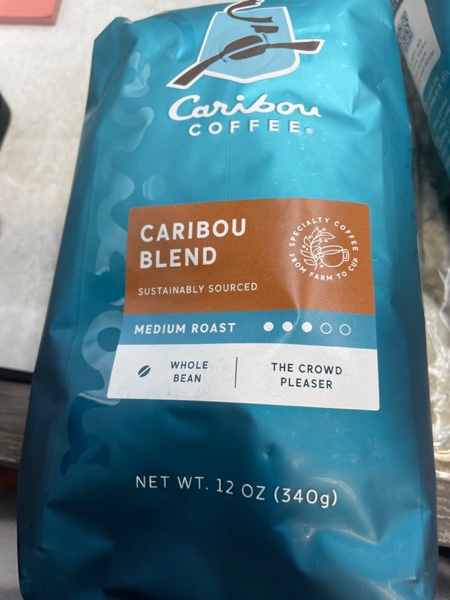 Caribou
COFFEE®
CARIBOU
BLEND
SUSTAINABLY SOURCED
SPECIALTY COFFEE
FROM FARM TO CUP
MEDIUM ROAST
WHOLE
BEAN
THE CROWD
PLEASER
NET WT. 12 OZ (340g)